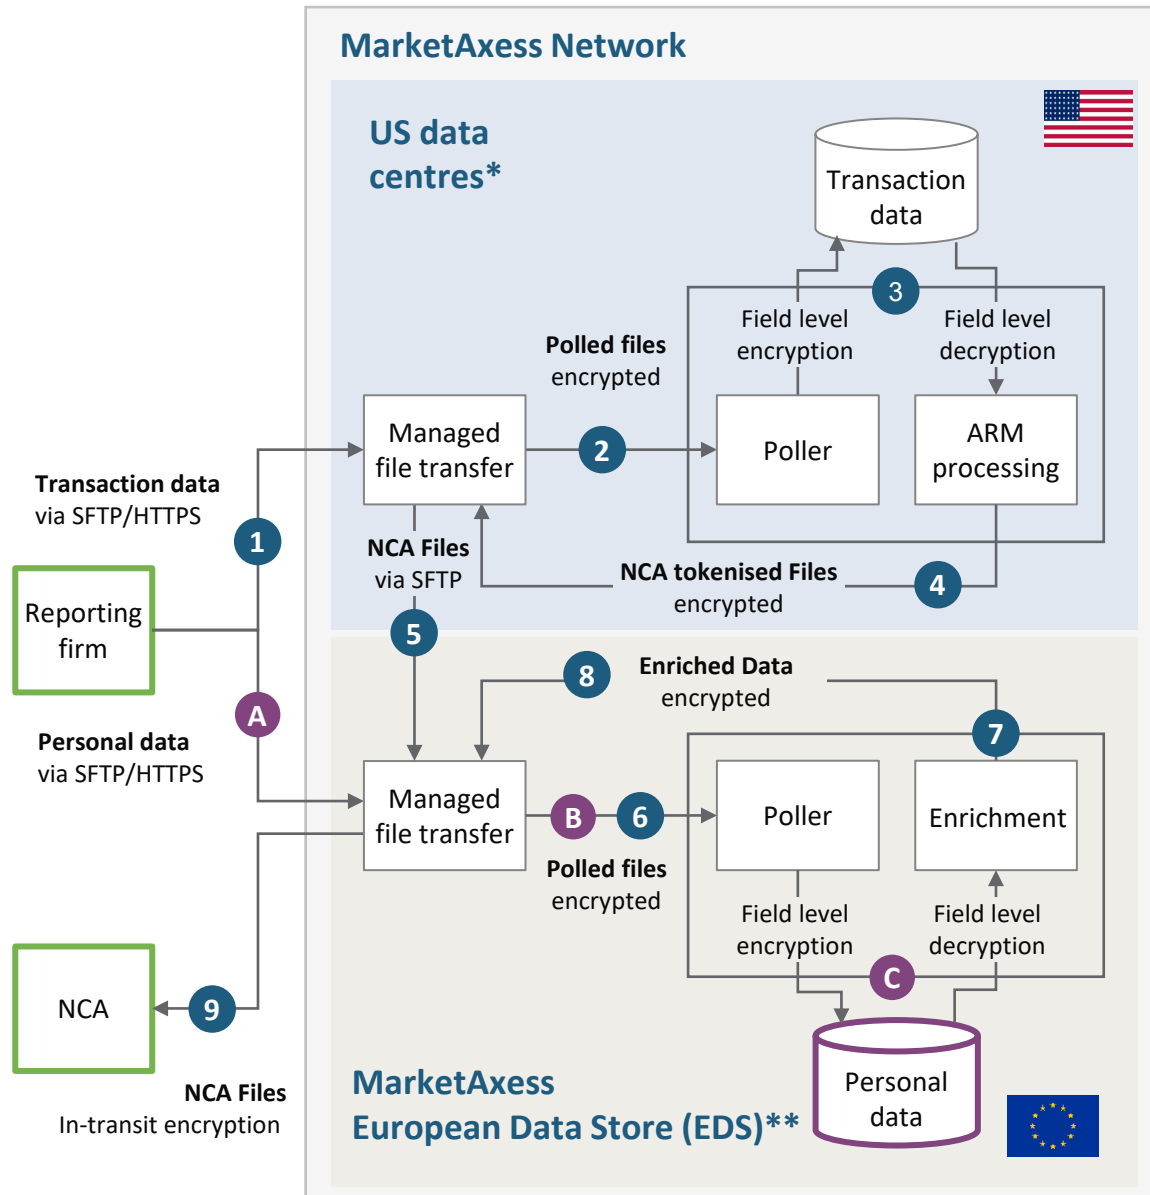 MarketAxess Network
US data
centres*
Transaction
data
3
Field level
encryption
Field level
decryption
Polled files
encrypted
Managed
file transfer
2
Poller
ARM
processing
Transaction data
via SFTP/HTTPS
1
NCA Files
via SFTP
NCA tokenised Files
encrypted
4
Reporting
firm
5
A
8
Enriched Data
encrypted
7
Personal data
via SFTP/HTTPS
Managed
file transfer
B
6
Poller
Enrichment
Polled files
encrypted
Field level
encryption
Field level
decryption
C
NCA
9
NCA Files
In-transit encryption
MarketAxess
European Data Store (EDS)**
Personal
data